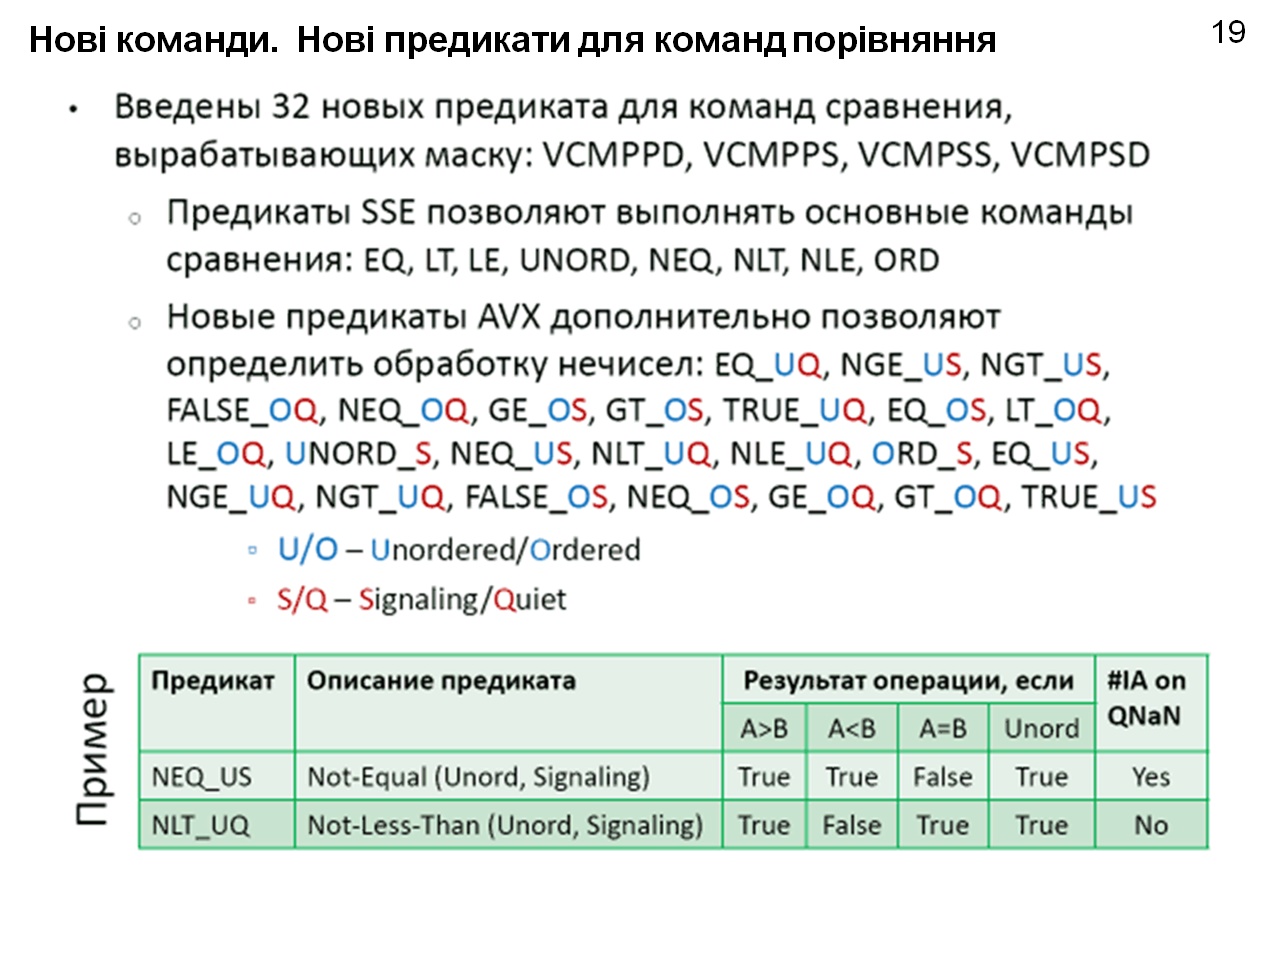 Нові команди. Нові предикати для команд порівняння
19
• Введены 32 новых предиката для команд сравнения,
вырабатывающих маску: VCMPPD, VCMPPS, VCMPSS, VCMPSD
○ Предикаты SSE позволяют выполнять основные команды
сравнения: EQ, LT, LE, UNORD, NEQ, NLT, NLE, ORD
○ Новые предикаты AVX дополнительно позволяют
определить обработку нечисел: EQ_UQ, NGE_US, NGT_US,
FALSE_OQ, NEQ_OQ, GE_OS, GT_OS, TRUE_UQ, EQ_OS, LT_OQ,
LE_OQ, UNORD_S, NEQ_US, NLT_UQ, NLE_UQ, ORD_S, EQ_US,
NGE_UQ, NGT_UQ, FALSE_OS, NEQ_OS, GE_OQ, GT_OQ, TRUE_US
▫ U/O – Unordered/Ordered
▫ S/Q – Signaling/Quiet
Пример
Предикат Описание предиката Результат операции, если #IA on
QNaN
A>B A<B A=B Unord
NEQ_US Not-Equal (Unord, Signaling) True True False True Yes
NLT_UQ Not-Less-Than (Unord, Signaling) True False True True No